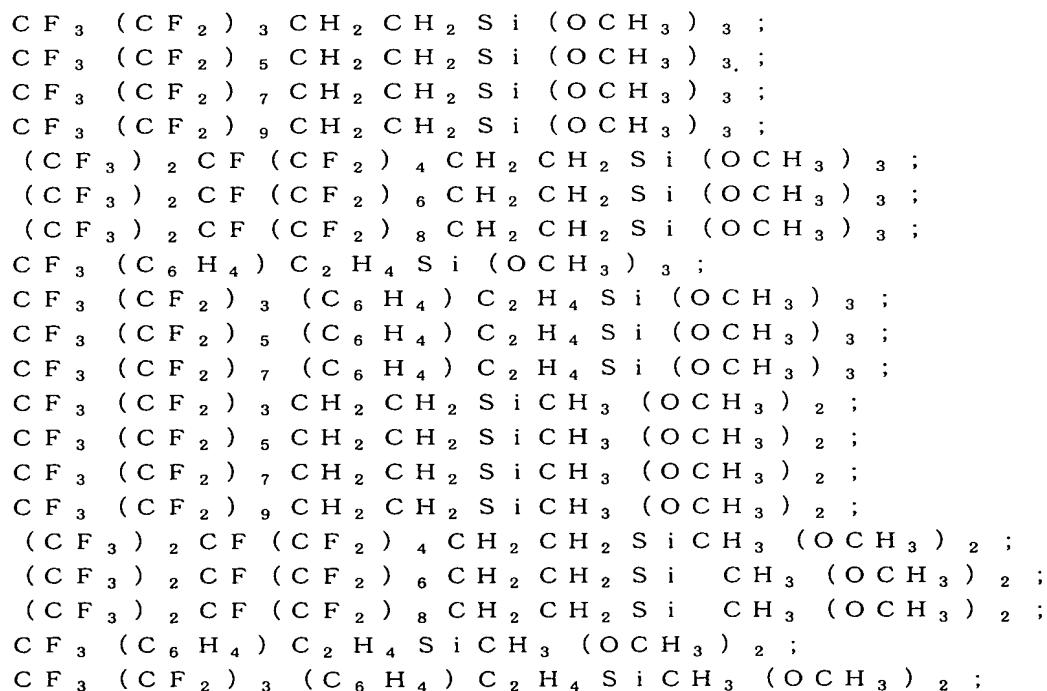 CF₃(CF₂)₃CH₂CH₂Si(OCH₃)₃;
CF₃(CF₂)₅CH₂CH₂Si(OCH₃)₃.;
CF₃(CF₂)₇CH₂CH₂Si(OCH₃)₃;
CF₃(CF₂)₉CH₂CH₂Si(OCH₃)₃;
(CF₃)₂CF(CF₂)₄CH₂CH₂Si(OCH₃)₃;
(CF₃)₂CF(CF₂)₆CH₂CH₂Si(OCH₃)₃;
(CF₃)₂CF(CF₂)₈CH₂CH₂Si(OCH₃)₃;
CF₃(C₆H₄)C₂H₄Si(OCH₃)₃;
CF₃(CF₂)₃(C₆H₄)C₂H₄Si(OCH₃)₃;
CF₃(CF₂)₅(C₆H₄)C₂H₄Si(OCH₃)₃;
CF₃(CF₂)₇(C₆H₄)C₂H₄Si(OCH₃)₃;
CF₃(CF₂)₃CH₂CH₂SiCH₃(OCH₃)₂;
CF₃(CF₂)₅CH₂CH₂SiCH₃(OCH₃)₂;
CF₃(CF₂)₇CH₂CH₂SiCH₃(OCH₃)₂;
CF₃(CF₂)₉CH₂CH₂SiCH₃(OCH₃)₂;
(CF₃)₂CF(CF₂)₄CH₂CH₂SiCH₃(OCH₃)₂;
(CF₃)₂CF(CF₂)₆CH₂CH₂Si CH₃(OCH₃)₂;
(CF₃)₂CF(CF₂)₈CH₂CH₂Si CH₃(OCH₃)₂;
CF₃(C₆H₄)C₂H₄SiCH₃(OCH₃)₂;
CF₃(CF₂)₃(C₆H₄)C₂H₄SiCH₃(OCH₃)₂;